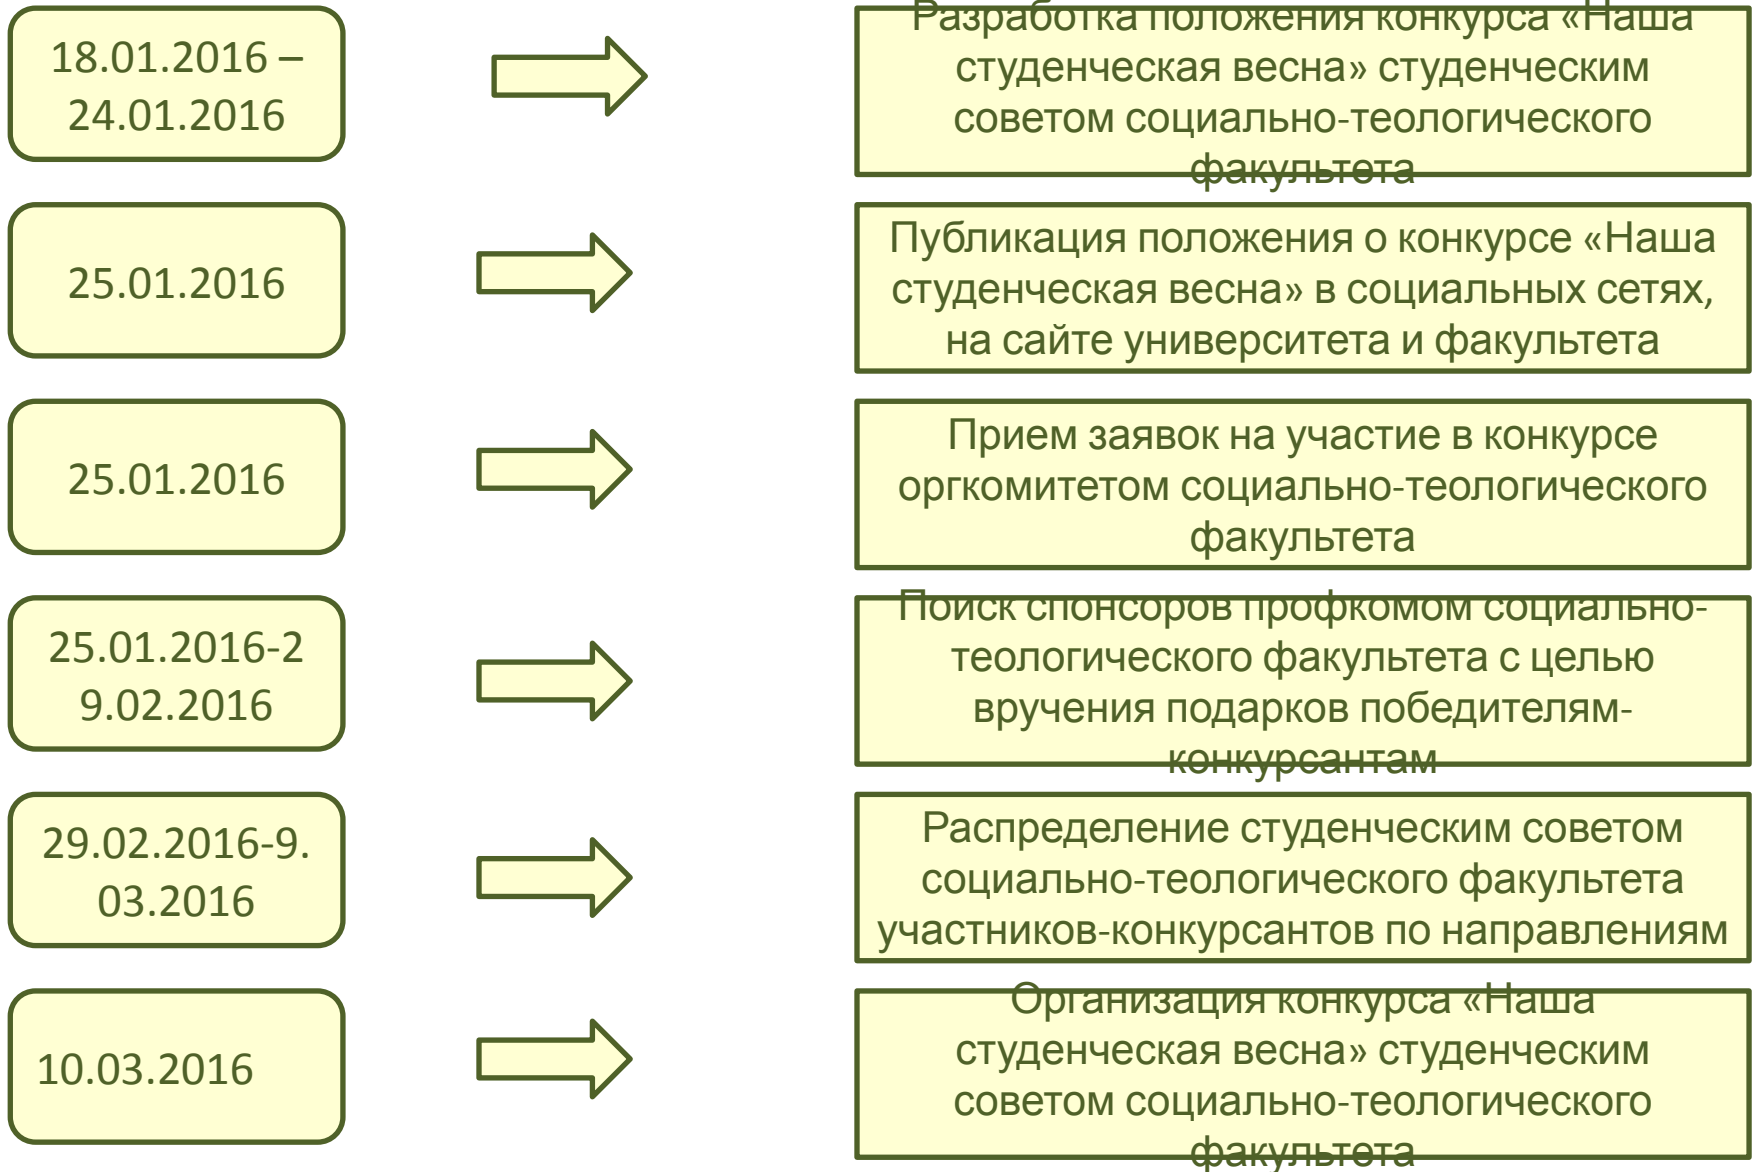 18.01.2016 –
24.01.2016
Разработка положения конкурса «Наша
студенческая весна» студенческим
советом социально-теологического
факультета
25.01.2016
Публикация положения о конкурсе «Наша
студенческая весна» в социальных сетях,
на сайте университета и факультета
25.01.2016
Прием заявок на участие в конкурсе
оргкомитетом социально-теологического
факультета
25.01.2016-2
9.02.2016
Поиск спонсоров профкомом социально-
теологического факультета с целью
вручения подарков победителям-
конкурсантам
29.02.2016-9.
03.2016
Распределение студенческим советом
социально-теологического факультета
участников-конкурсантов по направлениям
10.03.2016
Организация конкурса «Наша
студенческая весна» студенческим
советом социально-теологического
факультета